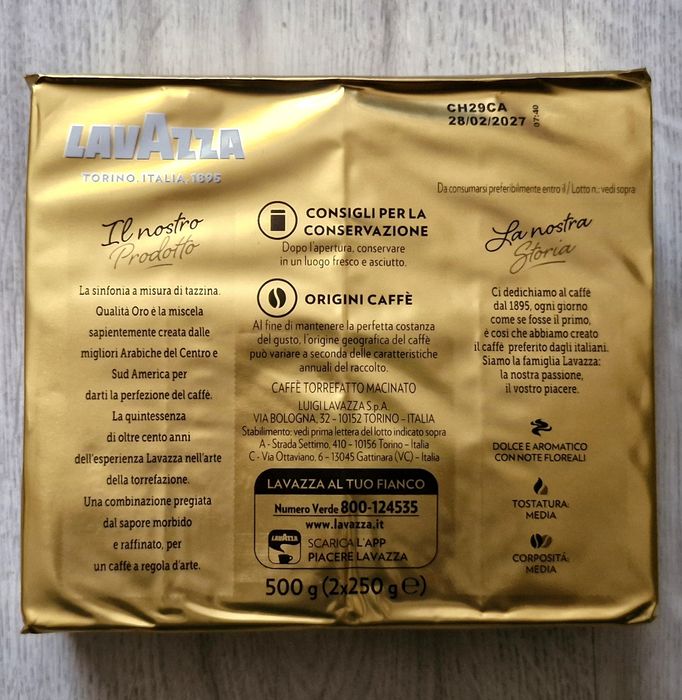 LAVAZZA
TORINO, ITALIA, 1895
CH29CA
28/02/2027
07:40
Da consumarsi preferibilmente entro il / Lotto n.: vedi sopra
Il nostro
Prodotto
La sinfonia a misura di tazzina.
Qualità Oro è la miscela
sapientemente creata dalle
migliori Arabiche del Centro e
Sud America per
darti la perfezione del caffè.
La quintessenza
di oltre cento anni
dell'esperienza Lavazza nell'arte
della torrefazione.
Una combinazione pregiata
dal sapore morbido
e raffinato, per
un caffè a regola d'arte.
CONSIGLI PER LA
CONSERVAZIONE
Dopo l'apertura, conservare
in un luogo fresco e asciutto.
ORIGINI CAFFÈ
Al fine di mantenere la perfetta costanza
del gusto, l'origine geografica del caffè
può variare a seconda delle caratteristiche
annuali del raccolto.
CAFFÈ TORREFATTO MACINATO
LUIGI LAVAZZA S.p.A.
VIA BOLOGNA, 32 - 10152 TORINO - ITALIA
Stabilimento: vedi prima lettera del lotto indicato sopra
A - Strada Settimo, 410 - 10156 Torino - Italia
C - Via Ottaviano, 6 - 13045 Gattinara (VC) - Italia
LAVAZZA AL TUO FIANCO
Numero Verde 800-124535
www.lavazza.it
LAVAZZA
SCARICA L'APP
PIACERE LAVAZZA
500 g (2x250 g ℮)
La nostra
Storia
Ci dedichiamo al caffè
dal 1895, ogni giorno
come se fosse il primo,
è così che abbiamo creato
il caffè preferito dagli italiani.
Siamo la famiglia Lavazza:
la nostra passione,
il vostro piacere.
DOLCE E AROMATICO
CON NOTE FLOREALI
TOSTATURA:
MEDIA
CORPOSITÁ:
MEDIA